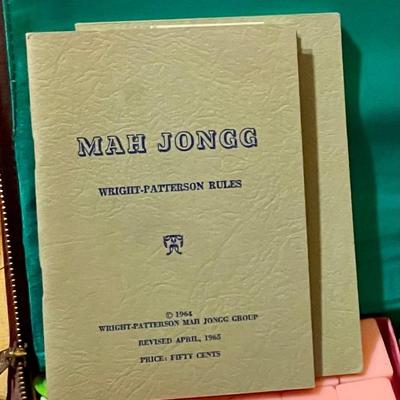 MAH JONGG
WRIGHT-PATTERSON RULES
© 1964
WRIGHT-PATTERSON MAH JONGG GROUP
REVISED APRIL, 1965
PRICE: FIFTY CENTS